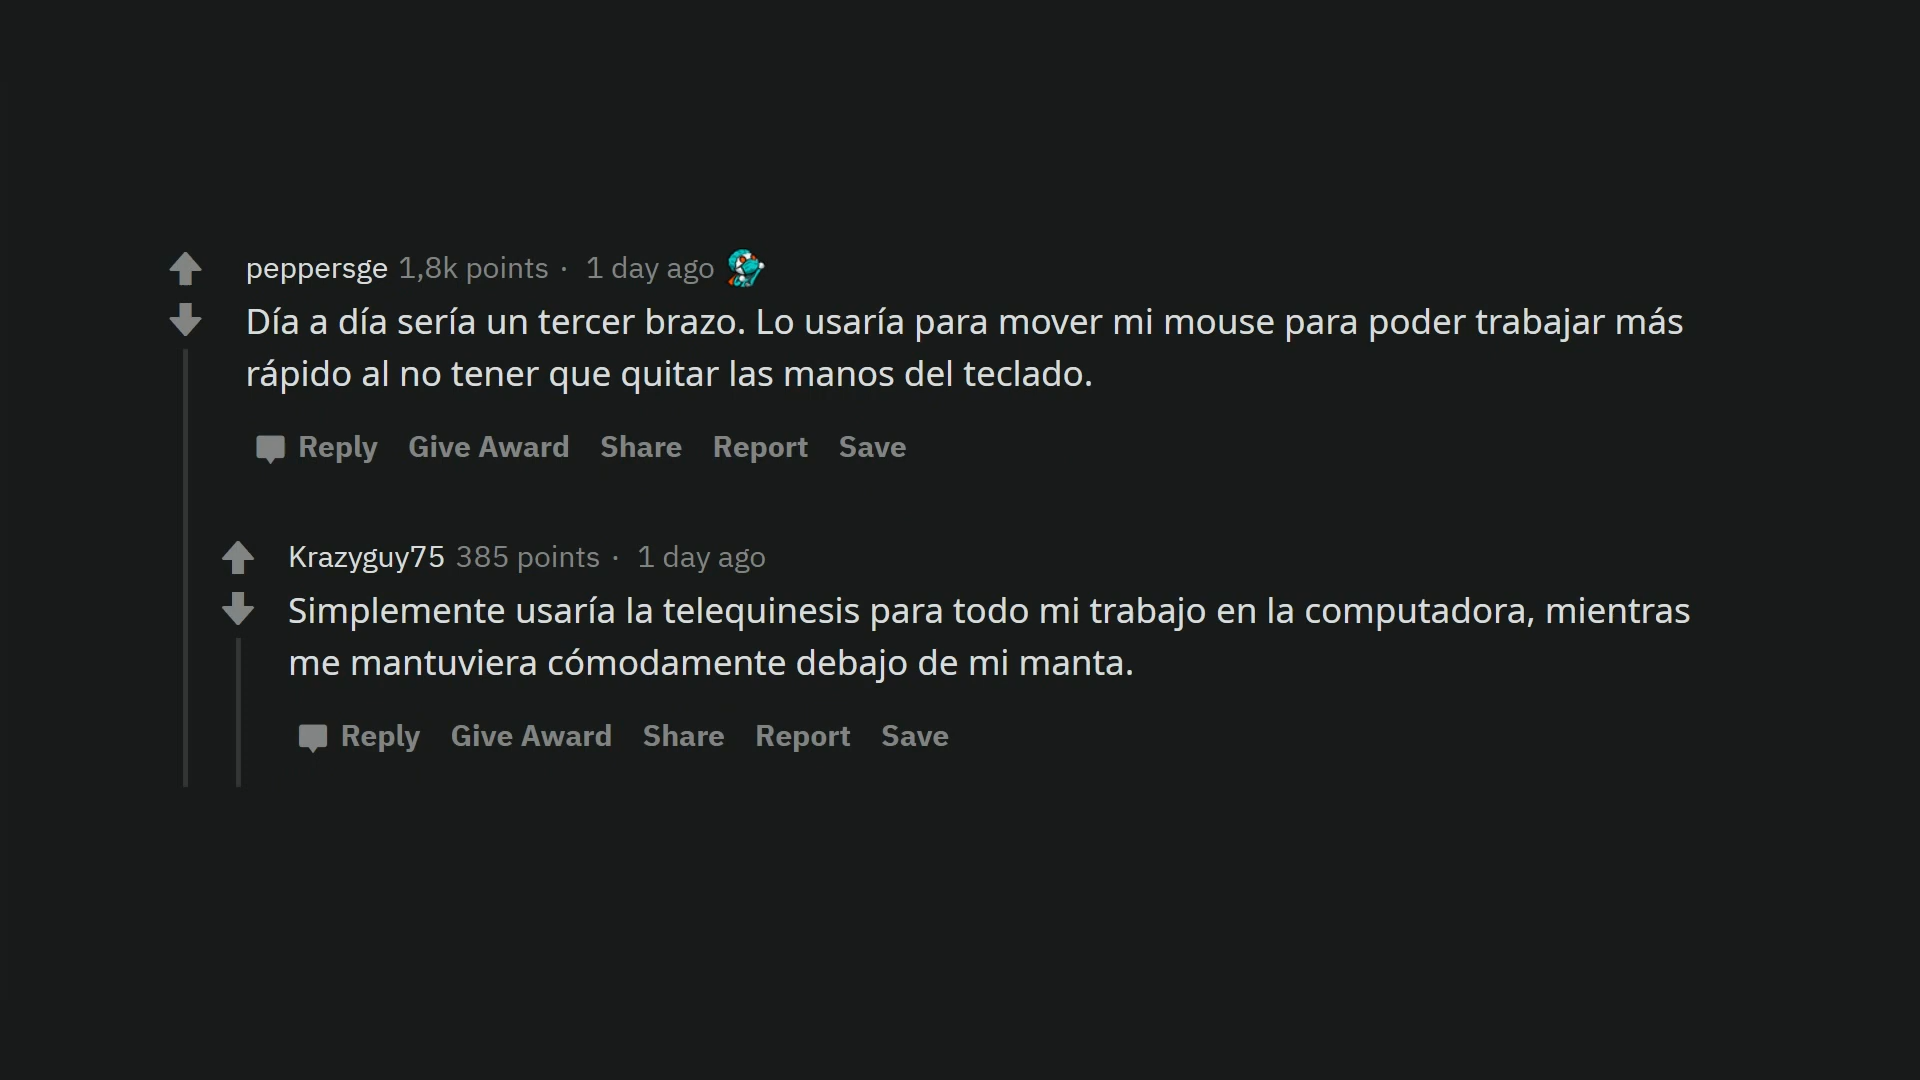 peppersge 1,8k points · 1 day ago
Día a día sería un tercer brazo. Lo usaría para mover mi mouse para poder trabajar más
rápido al no tener que quitar las manos del teclado.
Reply Give Award Share Report Save
Krazyguy75 385 points · 1 day ago
Simplemente usaría la telequinesis para todo mi trabajo en la computadora, mientras
me mantuviera cómodamente debajo de mi manta.
Reply Give Award Share Report Save